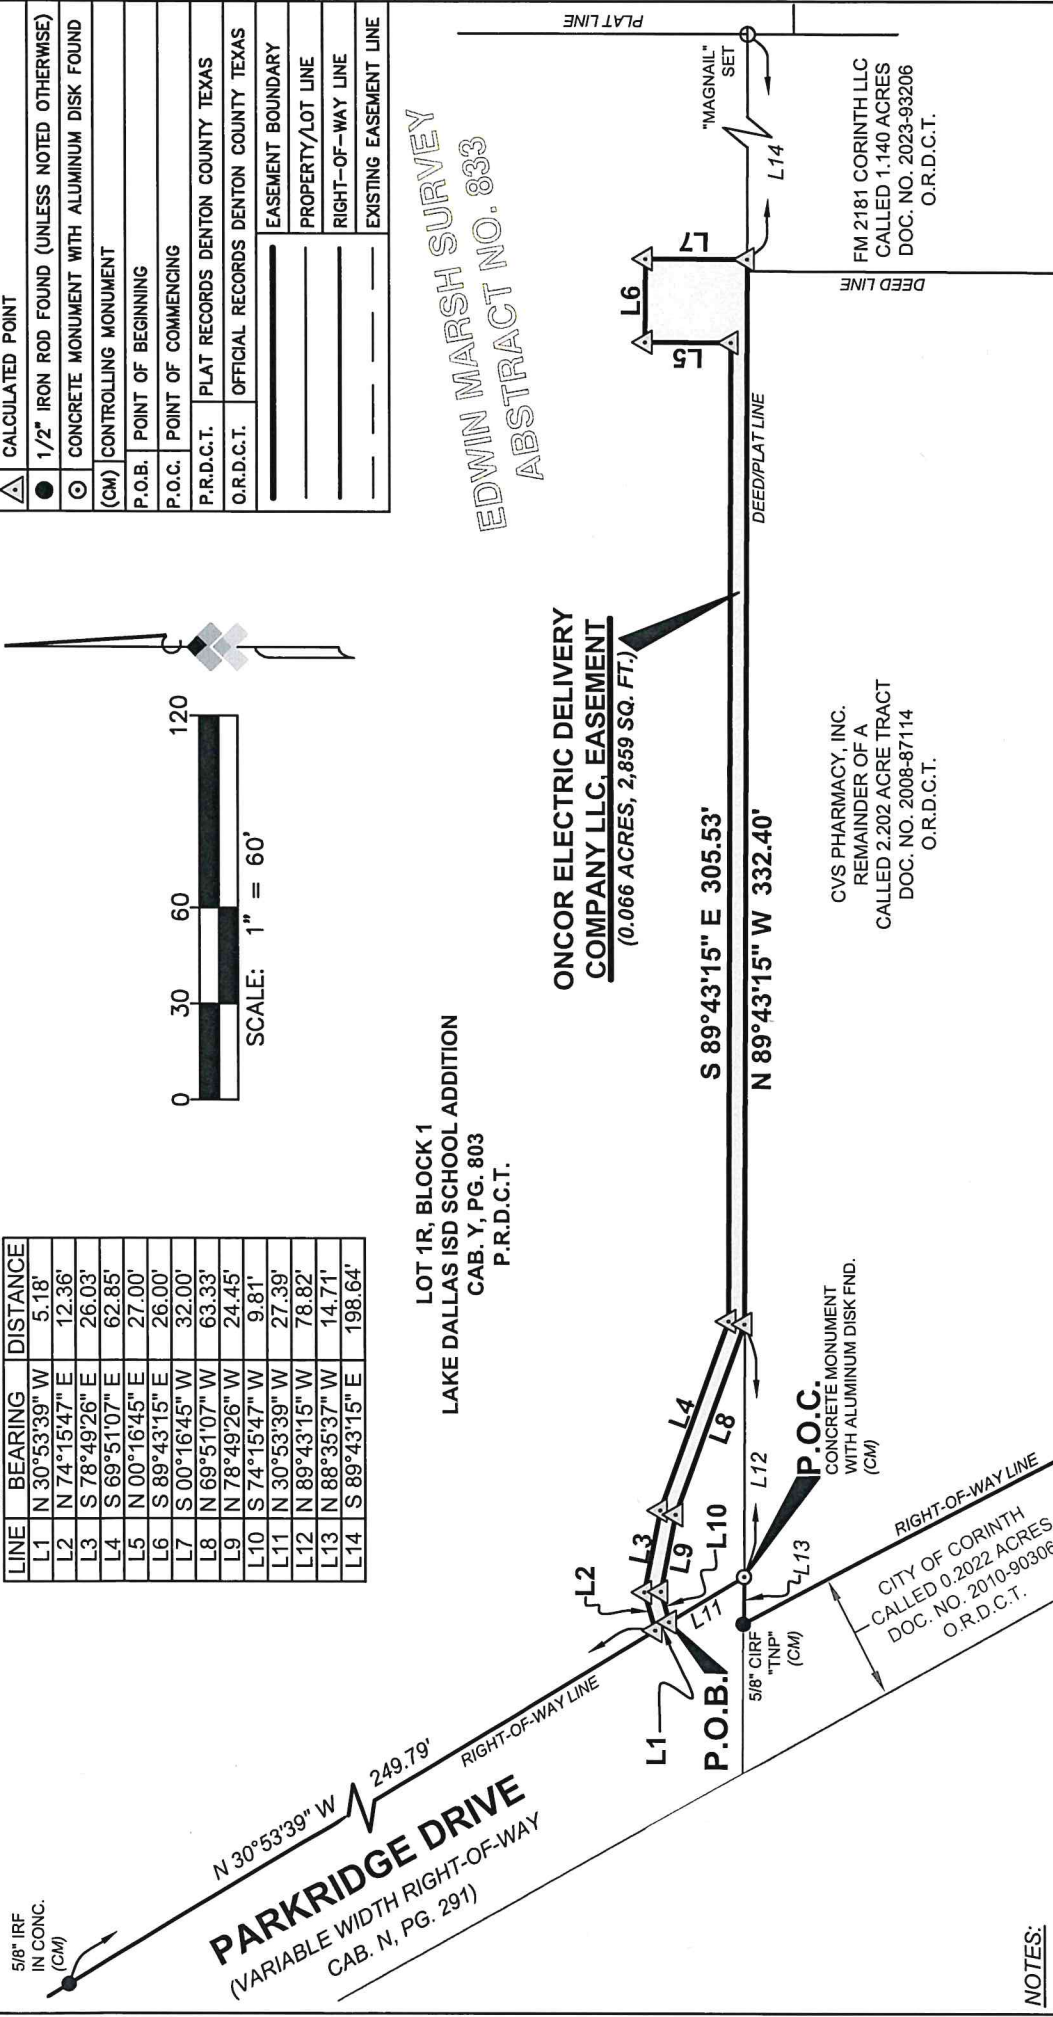 LINE BEARING DISTANCE
L1 N 30°53'39" W 5.18'
L2 N 74°15'47" E 12.36'
L3 S 78°49'26" E 26.03'
L4 S 69°51'07" E 62.85'
L5 N 00°16'45" E 27.00'
L6 S 89°43'15" E 26.00'
L7 S 00°16'45" W 32.00'
L8 N 69°51'07" W 63.33'
L9 N 78°49'26" W 24.45'
L10 S 74°15'47" W 9.81'
L11 N 30°53'39" W 27.39'
L12 N 89°43'15" W 78.82'
L13 N 88°35'37" W 14.71'
L14 S 89°43'15" E 198.64'
0 30 60 120
SCALE: 1" = 60'
CALCULATED POINT
1/2" IRON ROD FOUND (UNLESS NOTED OTHERWISE)
CONCRETE MONUMENT WITH ALUMINUM DISK FOUND
(CM) CONTROLLING MONUMENT
P.O.B. POINT OF BEGINNING
P.O.C. POINT OF COMMENCING
P.R.D.C.T. PLAT RECORDS DENTON COUNTY TEXAS
O.R.D.C.T. OFFICIAL RECORDS DENTON COUNTY TEXAS
EASEMENT BOUNDARY
PROPERTY/LOT LINE
RIGHT-OF-WAY LINE
EXISTING EASEMENT LINE
EDWIN MARSH SURVEY
ABSTRACT NO. 833
LOT 1R, BLOCK 1
LAKE DALLAS ISD SCHOOL ADDITION
CAB. Y, PG. 803
P.R.D.C.T.
ONCOR ELECTRIC DELIVERY
COMPANY LLC, EASEMENT
(0.066 ACRES, 2,859 SQ. FT.)
5/8" IRF
IN CONC.
(CM)
N 30°53'39" W
249.79'
RIGHT-OF-WAY LINE
PARKRIDGE DRIVE
(VARIABLE WIDTH RIGHT-OF-WAY
CAB. N, PG. 291)
L1
L2
L3
L4
L8
L9
L10
L11
L12
L13
P.O.B.
5/8" CIRF
"TNP"
(CM)
P.O.C.
CONCRETE MONUMENT
WITH ALUMINUM DISK FND.
(CM)
RIGHT-OF-WAY LINE
CITY OF CORINTH
CALLED 0.2022 ACRES
DOC. NO. 2010-90306
O.R.D.C.T.
S 89°43'15" E 305.53'
N 89°43'15" W 332.40'
DEED/PLAT LINE
L5
L6
L7
L14
"MAGNAIL"
SET
PLAT LINE
DEED LINE
CVS PHARMACY, INC.
REMAINDER OF A
CALLED 2.202 ACRE TRACT
DOC. NO. 2008-87114
O.R.D.C.T.
FM 2181 CORINTH LLC
CALLED 1.140 ACRES
DOC. NO. 2023-93206
O.R.D.C.T.
NOTES: